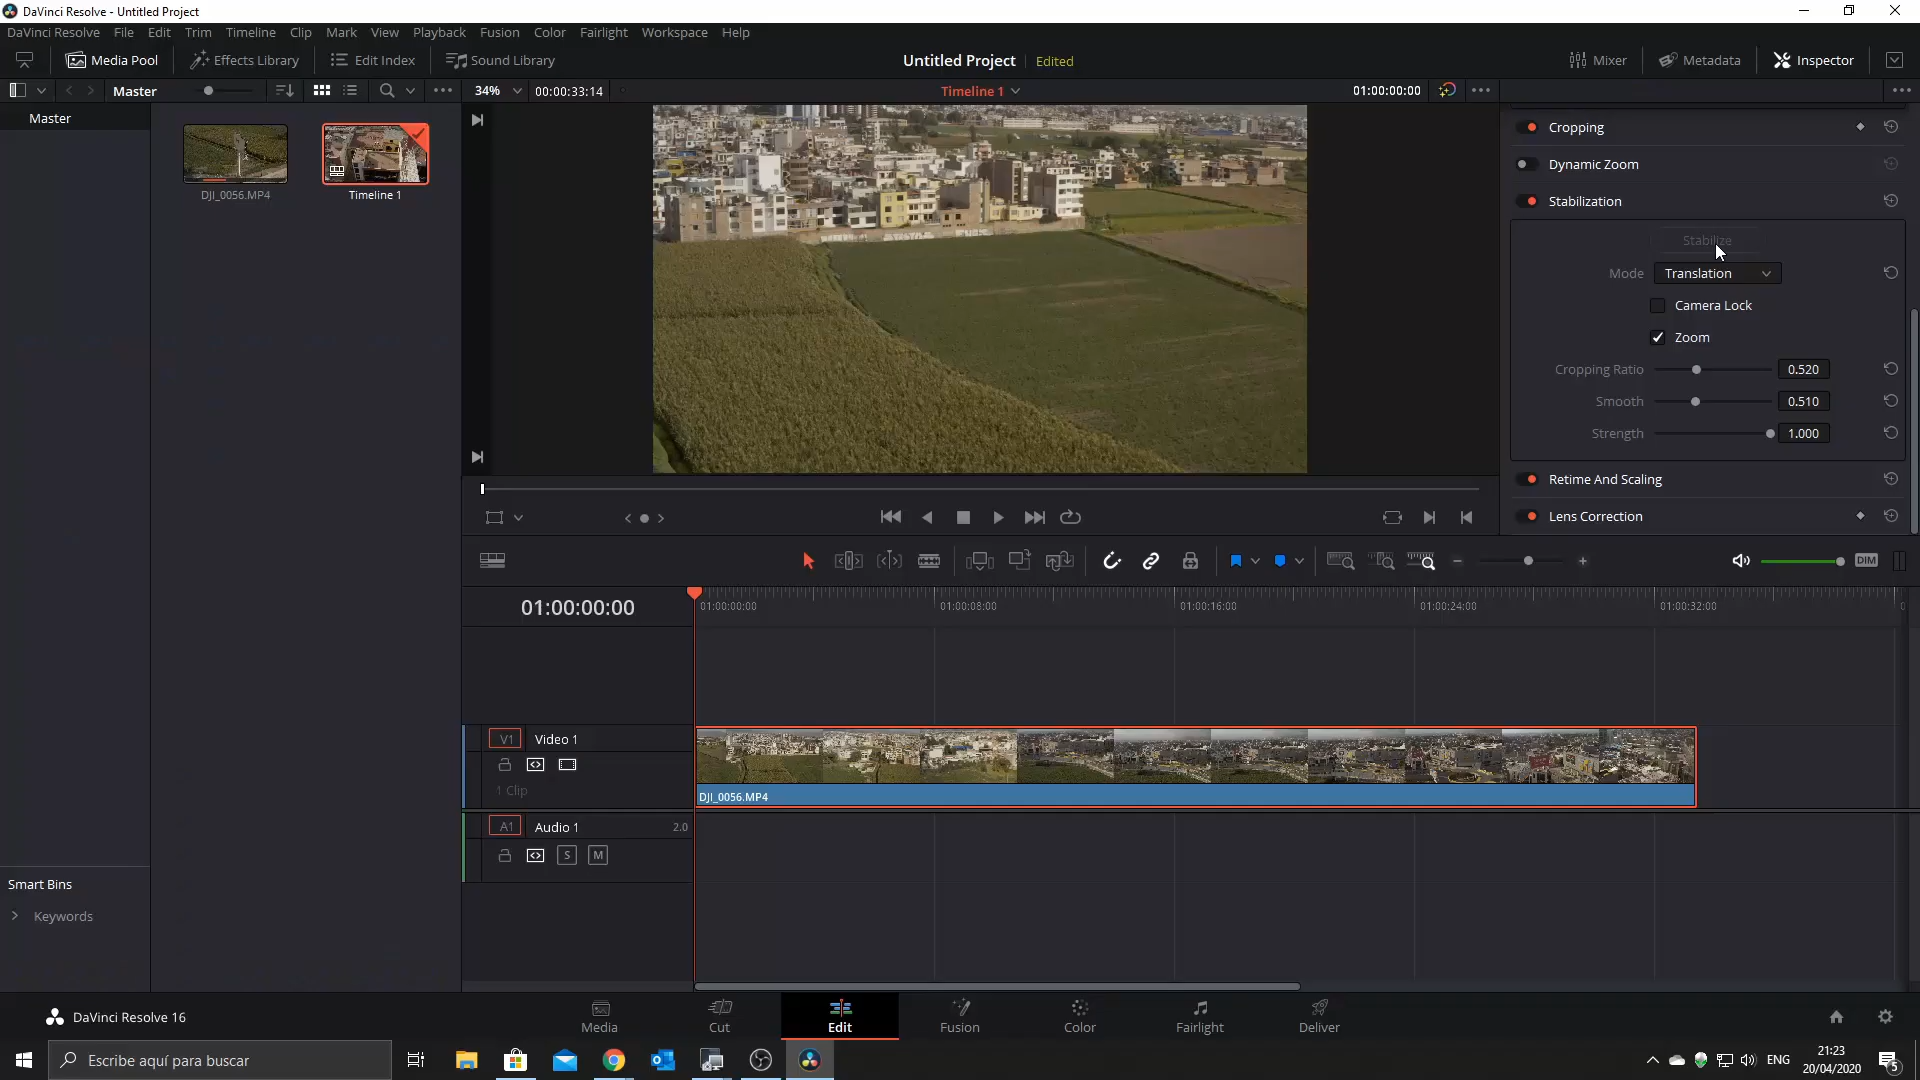 DaVinci Resolve - Untitled Project
DaVinci Resolve File Edit Trim Timeline Clip Mark View Playback Fusion Color Fairlight Workspace Help
Media Pool Effects Library Edit Index Sound Library Untitled Project Edited Mixer Metadata Inspector
Master 34% 00:00:33:14 Timeline 1 01:00:00:00
Master
DJI_0056.MP4 Timeline 1
Cropping
Dynamic Zoom
Stabilization
Stabilize
Mode Translation
Camera Lock
Zoom
Cropping Ratio 0.520
Smooth 0.510
Strength 1.000
Retime And Scaling
Lens Correction
DIM
01:00:00:00 01:00:00:00 01:00:08:00 01:00:16:00 01:00:24:00 01:00:32:00
V1 Video 1
1 Clip
DJI_0056.MP4
A1 Audio 1 2.0
S M
Smart Bins
Keywords
DaVinci Resolve 16
Media Cut Edit Fusion Color Fairlight Deliver
Escribe aquí para buscar
ENG
21:23
20/04/2020
5